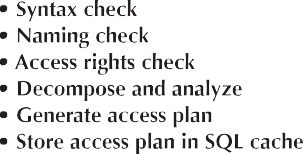 • Syntax check
• Naming check
• Access rights check
• Decompose and analyze
• Generate access plan
• Store access plan in SQL cache